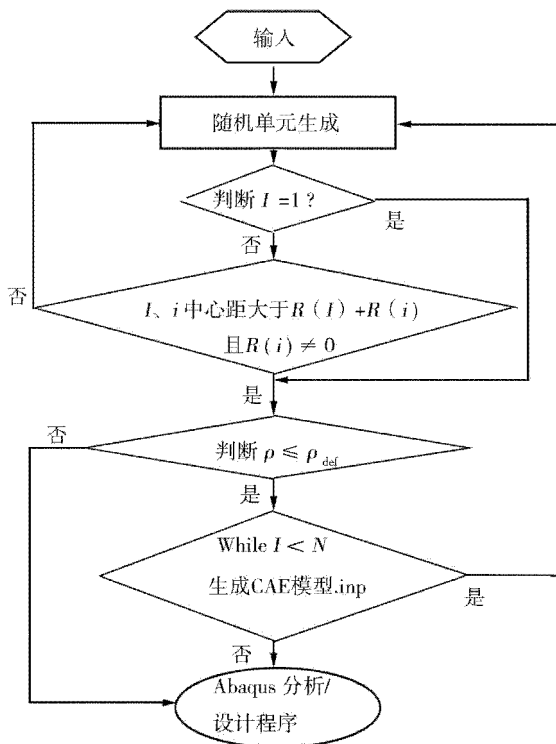 输入
随机单元生成
判断 I =1 ?
是
否
否
I、i 中心距大于R（I）+R（i）
且R(i) ≠ 0
是
否
判断 ρ ≤ ρdef
是
While I < N
生成CAE模型.inp
是
否
Abaqus 分析/
设计程序